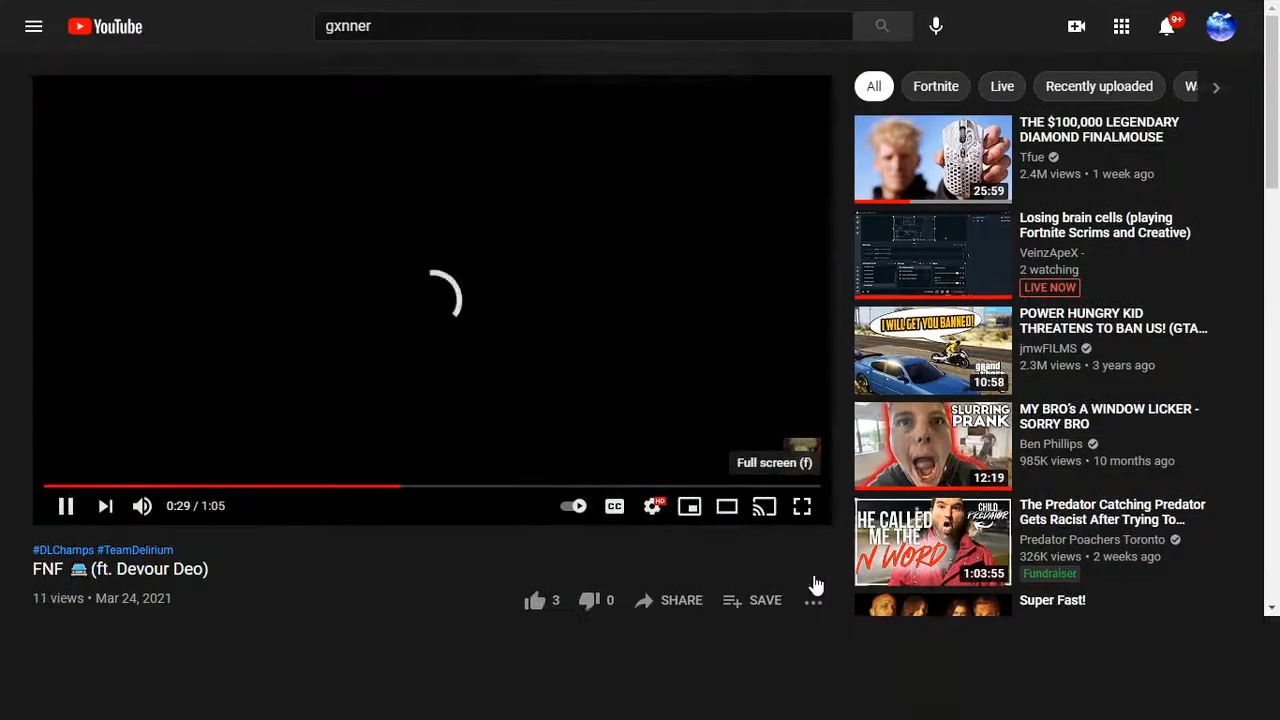 YouTube
gxnner
9+
All
Fortnite
Live
Recently uploaded
25:59
THE $100,000 LEGENDARY
DIAMOND FINALMOUSE
Tfue
2.4M views • 1 week ago
Losing brain cells (playing
Fortnite Scrims and Creative)
VeinzApeX -
2 watching
LIVE NOW
I WILL GET YOU BANNED!
grand
10:58
POWER HUNGRY KID
THREATENS TO BAN US! (GTA...
jmwFILMS
2.3M views • 3 years ago
SLURRING
PRANK
12:19
MY BRO's A WINDOW LICKER -
SORRY BRO
Ben Phillips
985K views • 10 months ago
HE CALLED
ME THE
N WORD
CHILD
PREDATOR
1:03:55
The Predator Catching Predator
Gets Racist After Trying To...
Predator Poachers Toronto
326K views • 2 weeks ago
Fundraiser
Super Fast!
Full screen (f)
0:29 / 1:05
CC
HD
#DLChamps #TeamDelirium
FNF 🚘 (ft. Devour Deo)
11 views • Mar 24, 2021
3
0
SHARE
SAVE